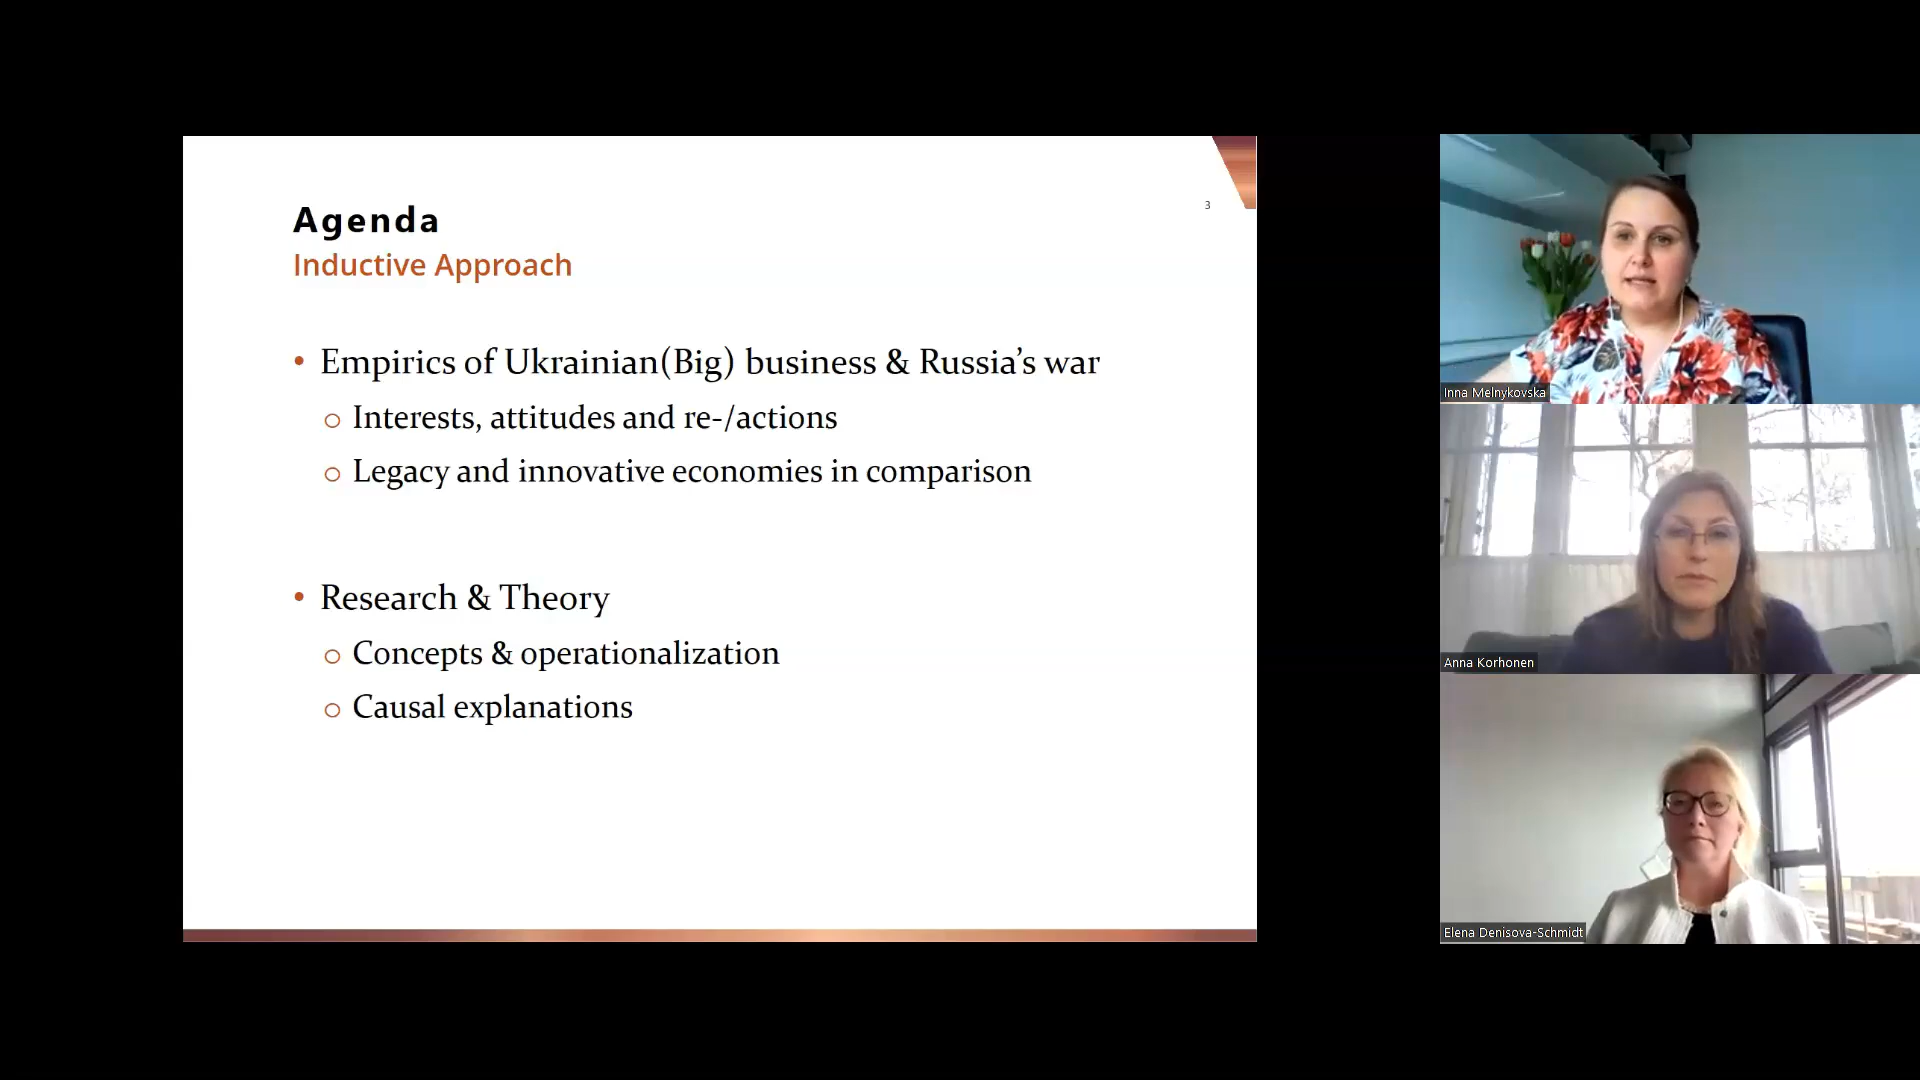 3
Agenda
Inductive Approach
• Empirics of Ukrainian(Big) business & Russia’s war
o Interests, attitudes and re-/actions
o Legacy and innovative economies in comparison
• Research & Theory
o Concepts & operationalization
o Causal explanations
Inna Melnykovska
Anna Korhonen
Elena Denisova-Schmidt